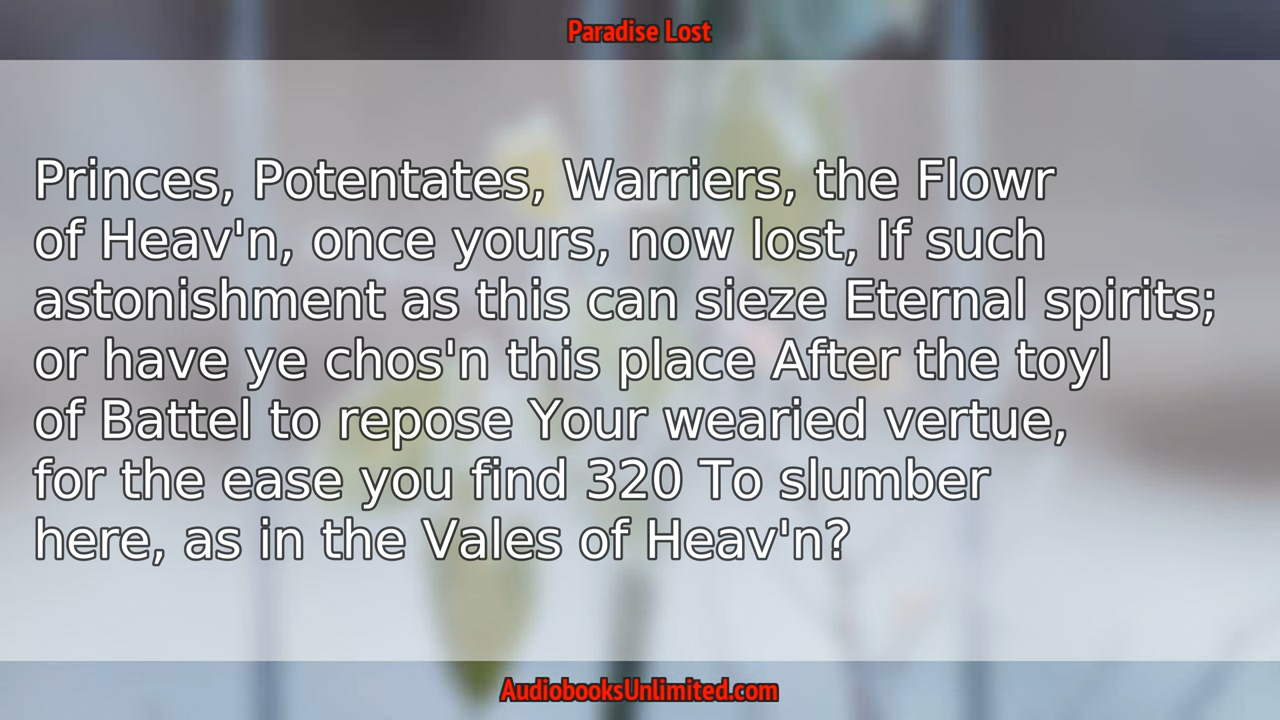 Paradise Lost
Princes, Potentates, Warriers, the Flowr
of Heav'n, once yours, now lost, If such
astonishment as this can sieze Eternal spirits;
or have ye chos'n this place After the toyl
of Battel to repose Your wearied vertue,
for the ease you find 320 To slumber
here, as in the Vales of Heav'n?
AudiobooksUnlimited.com